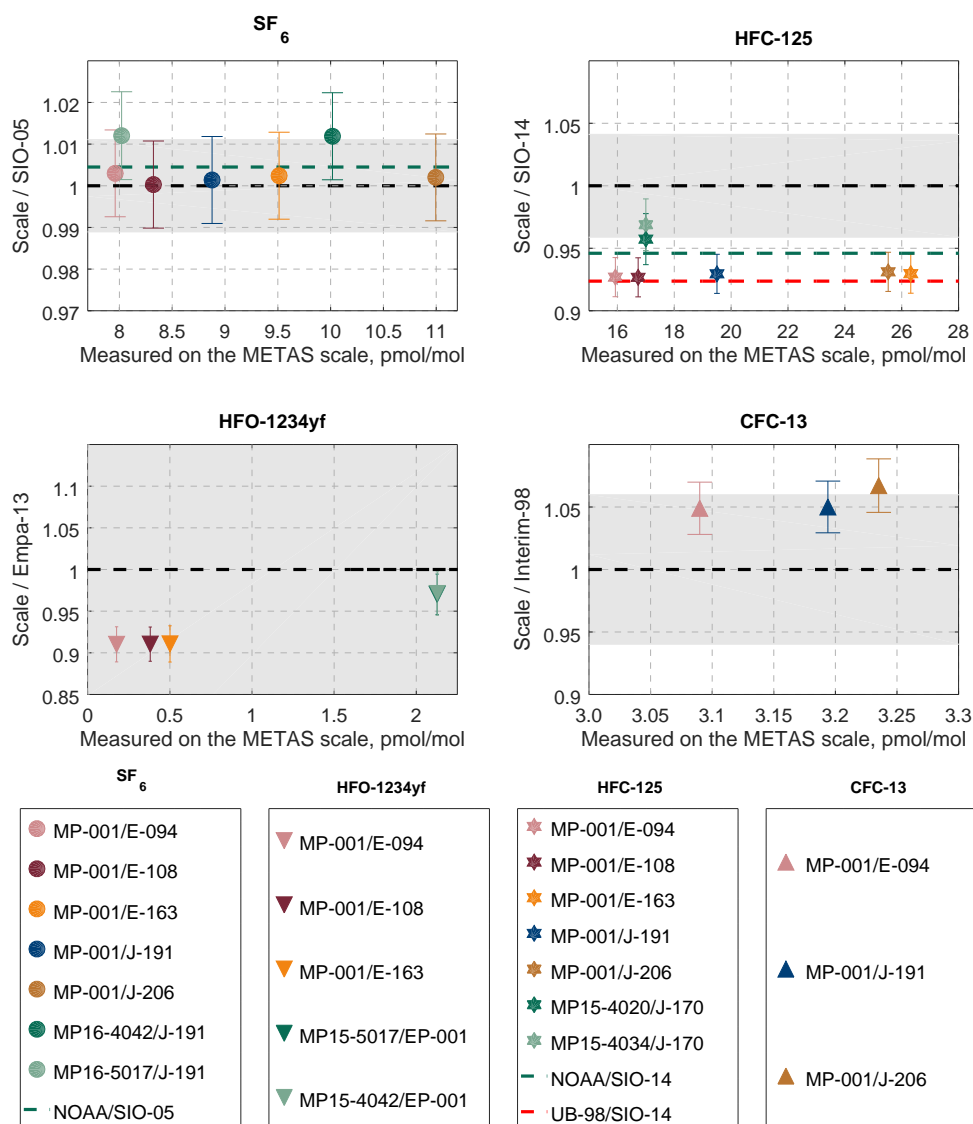 SF6
Scale / SIO-05
1.02
1.01
1
0.99
0.98
0.97
8 8.5 9 9.5 10 10.5 11
Measured on the METAS scale, pmol/mol
HFC-125
Scale / SIO-14
1.05
1
0.95
0.9
16 18 20 22 24 26 28
Measured on the METAS scale, pmol/mol
HFO-1234yf
Scale / Empa-13
1.1
1.05
1
0.95
0.9
0.85
0 0.5 1 1.5 2
Measured on the METAS scale, pmol/mol
CFC-13
Scale / Interim-98
1.05
1
0.95
0.9
3.0 3.05 3.1 3.15 3.2 3.25 3.3
Measured on the METAS scale, pmol/mol
SF6
MP-001/E-094
MP-001/E-108
MP-001/E-163
MP-001/J-191
MP-001/J-206
MP16-4042/J-191
MP16-5017/J-191
NOAA/SIO-05
HFO-1234yf
MP-001/E-094
MP-001/E-108
MP-001/E-163
MP15-5017/EP-001
MP15-4042/EP-001
HFC-125
MP-001/E-094
MP-001/E-108
MP-001/E-163
MP-001/J-191
MP-001/J-206
MP15-4020/J-170
MP15-4034/J-170
NOAA/SIO-14
UB-98/SIO-14
CFC-13
MP-001/E-094
MP-001/J-191
MP-001/J-206